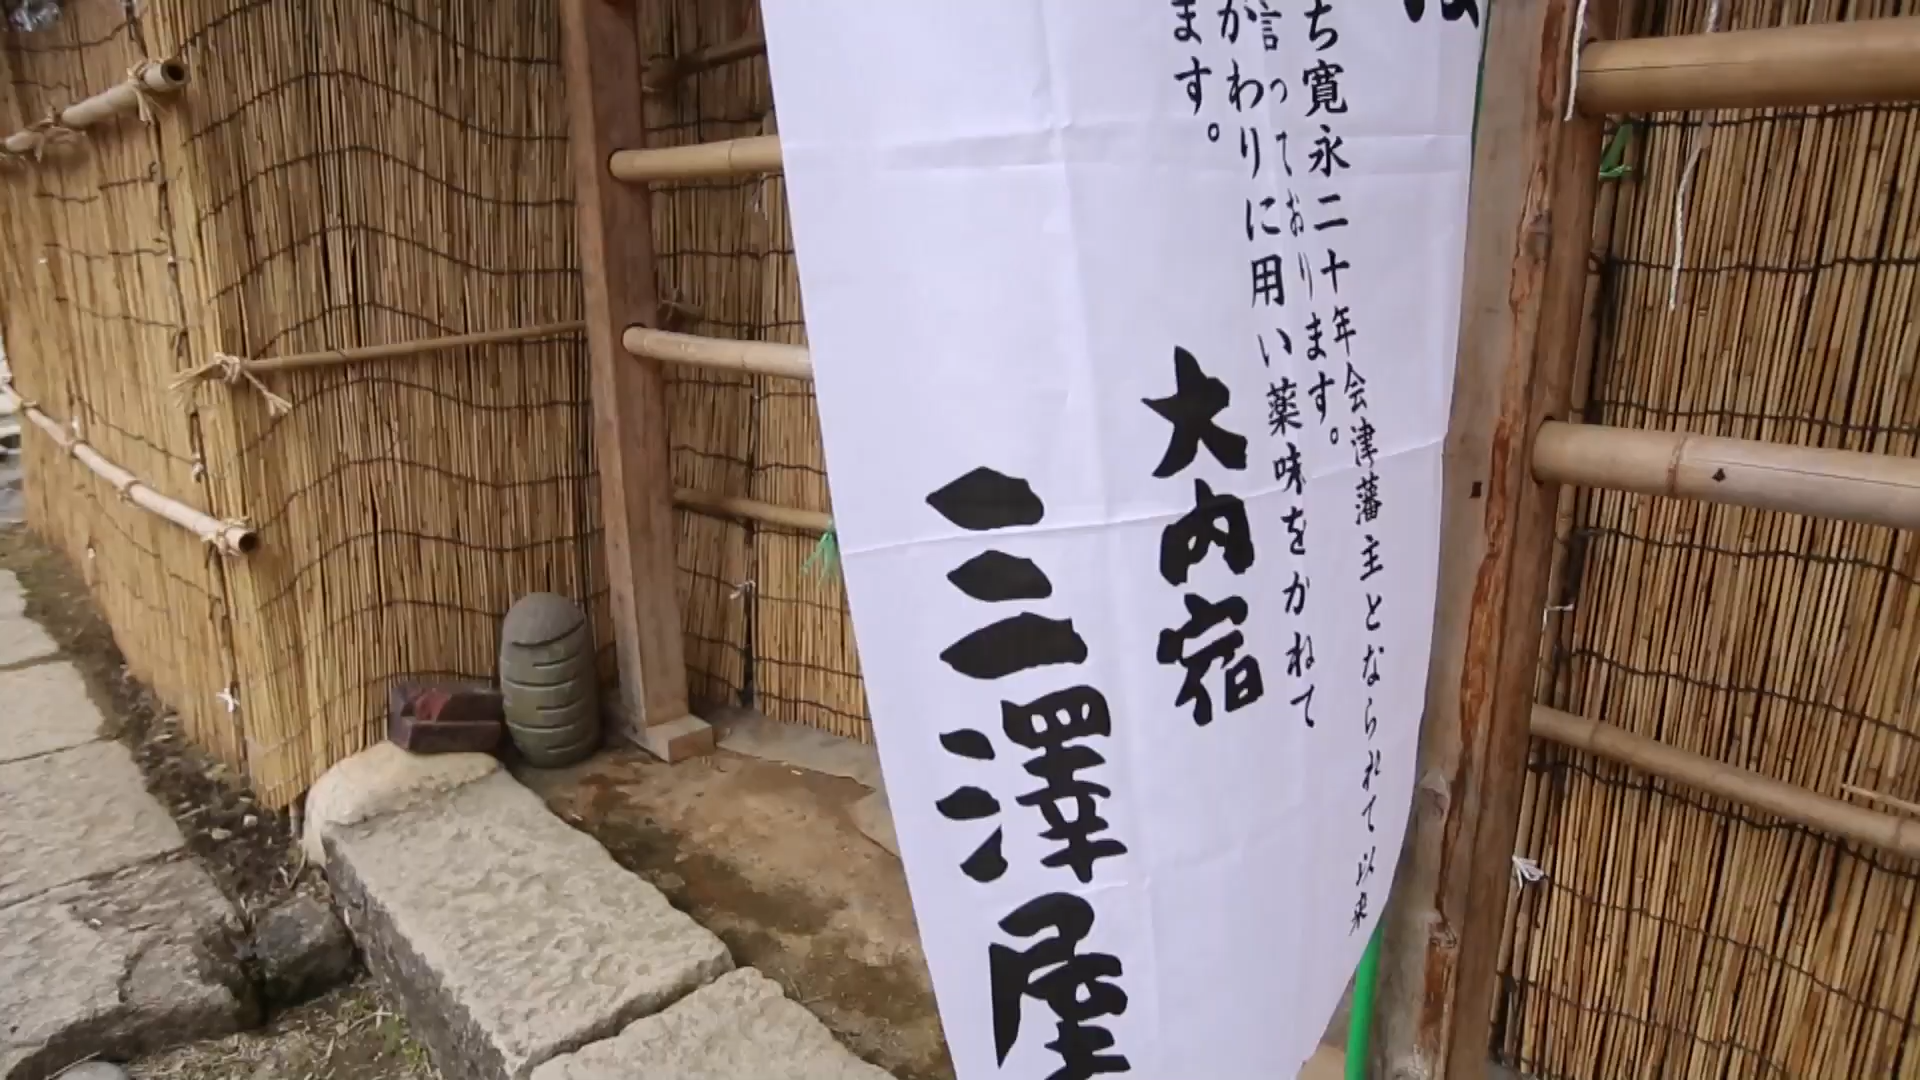 ち寛永二十年会津藩主となられて以来
言っております。
がわりに用い薬味をかねて
ます。
大内宿
三澤屋